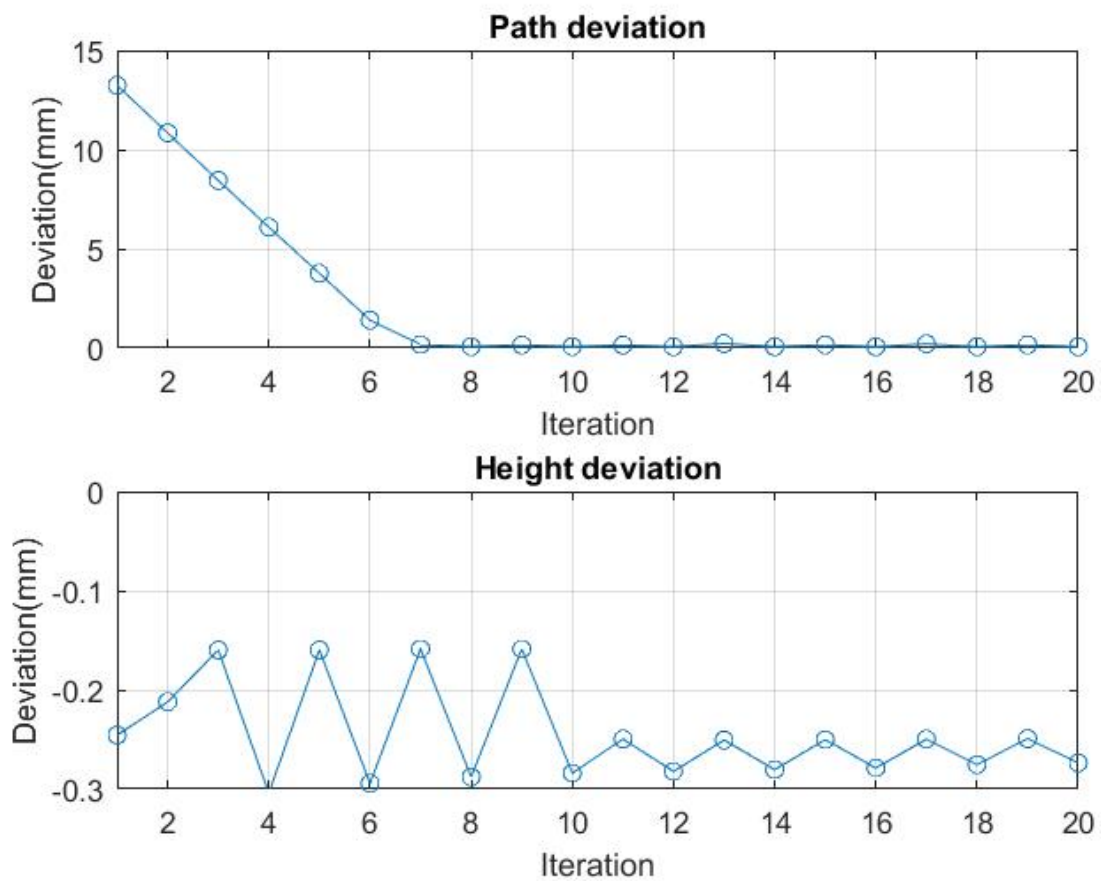 Path deviation
15
10
5
0
Deviation(mm)
2 4 6 8 10 12 14 16 18 20
Iteration
Height deviation
0
-0.1
-0.2
-0.3
Deviation(mm)
2 4 6 8 10 12 14 16 18 20
Iteration